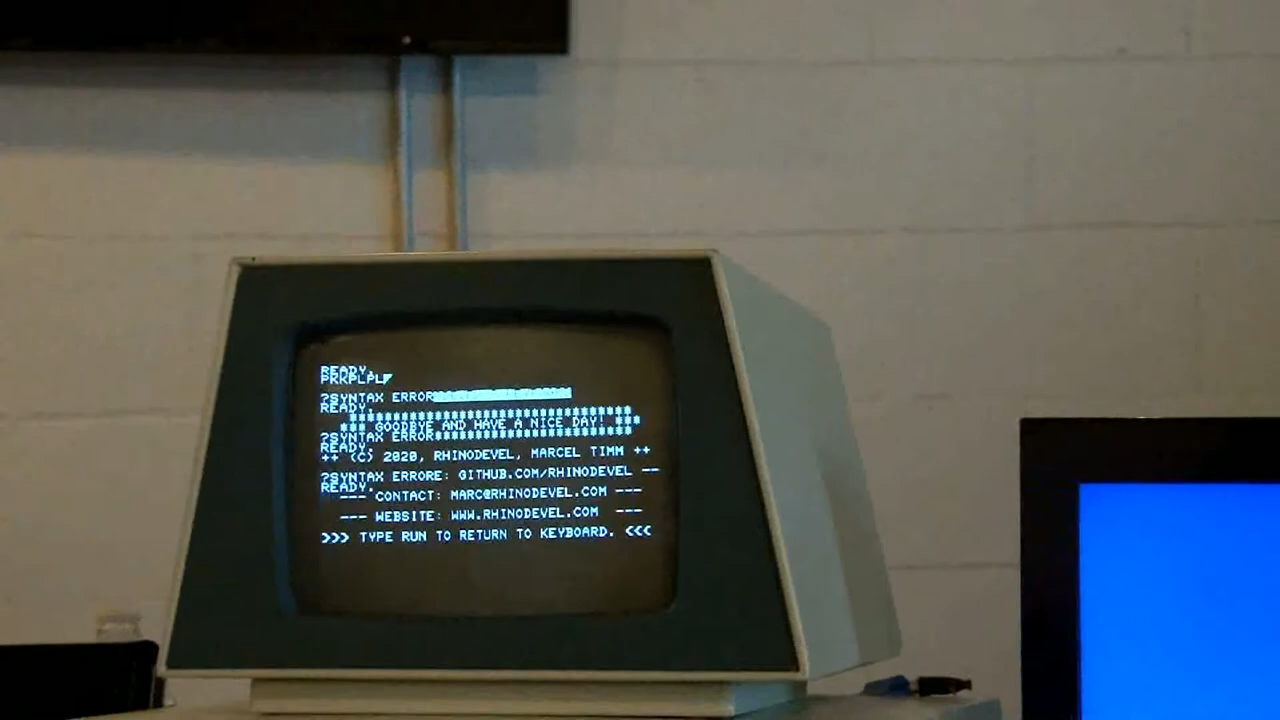 READY.
PRKPLPL
?SYNTAX ERROR
READY.
*******************************
*** GOODBYE AND HAVE A NICE DAY! ***
?SYNTAX ERROR*********************
READY.
++ (C) 2020, RHINODEVEL, MARCEL TIMM ++
?SYNTAX ERRORE: GITHUB.COM/RHINODEVEL --
READY.
--- CONTACT: MARC@RHINODEVEL.COM ---
--- WEBSITE: WWW.RHINODEVEL.COM ---
>>> TYPE RUN TO RETURN TO KEYBOARD. <<<